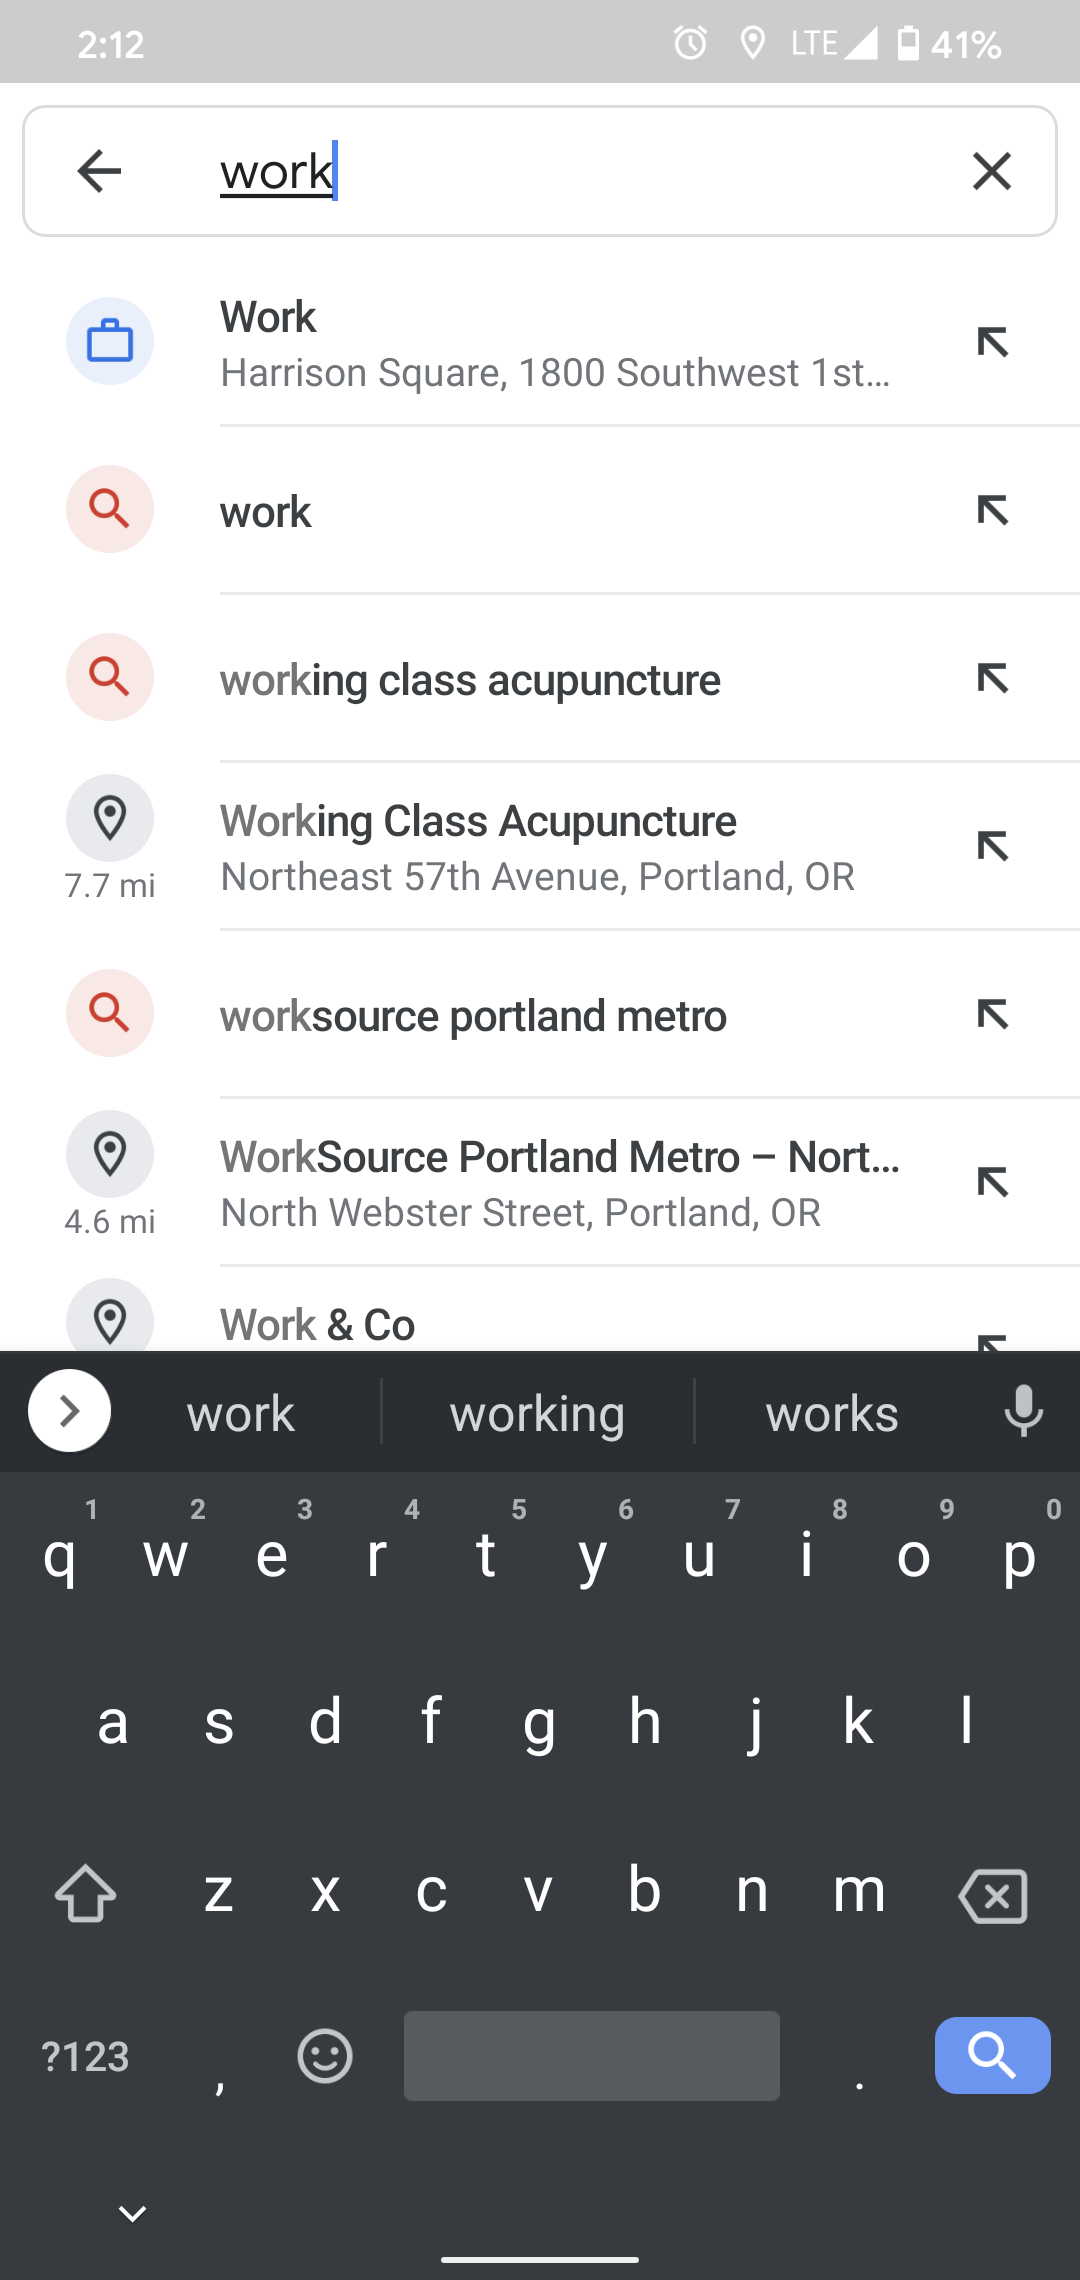 2:12 LTE 41%
work
Work
Harrison Square, 1800 Southwest 1st...
work
working class acupuncture
Working Class Acupuncture
7.7 mi Northeast 57th Avenue, Portland, OR
worksource portland metro
WorkSource Portland Metro – Nort...
4.6 mi North Webster Street, Portland, OR
Work & Co
work working works
1 2 3 4 5 6 7 8 9 0
q w e r t y u i o p
a s d f g h j k l
z x c v b n m
?123 , .